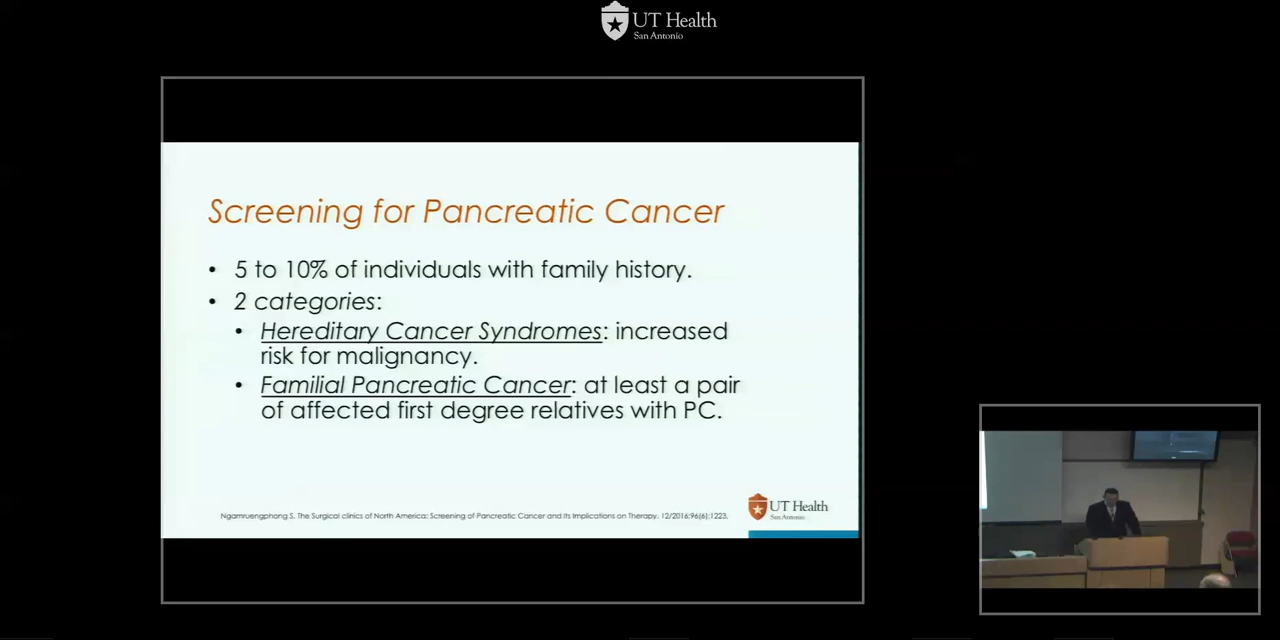 UT Health
San Antonio
Screening for Pancreatic Cancer
• 5 to 10% of individuals with family history.
• 2 categories:
• Hereditary Cancer Syndromes: increased
risk for malignancy.
• Familial Pancreatic Cancer: at least a pair
of affected first degree relatives with PC.
Ngamruengphong S. The Surgical clinics of North America: Screening of Pancreatic Cancer and Its Implications on Therapy. 12/2016;96(6):1223.
UT Health
San Antonio